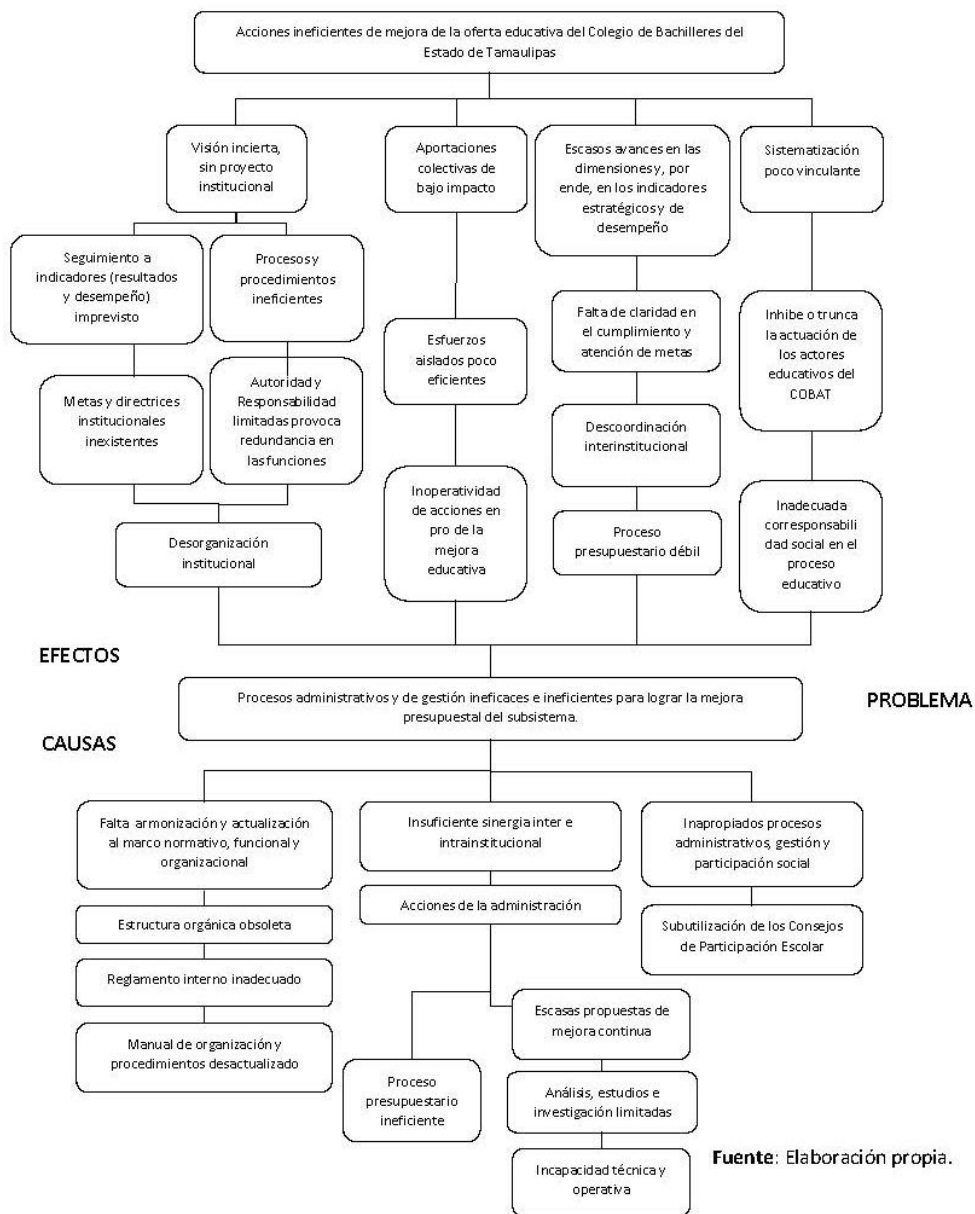 Acciones ineficientes de mejora de la oferta educativa del Colegio de Bachilleres del
Estado de Tamaulipas
Visión incierta,
sin proyecto
institucional
Aportaciones
colectivas de
bajo impacto
Escasos avances en las
dimensiones y, por
ende, en los indicadores
estratégicos y de
desempeño
Sistematización
poco vinculante
Seguimiento a
indicadores (resultados
y desempeño)
imprevisto
Procesos y
procedimientos
ineficientes
Esfuerzos
aislados poco
eficientes
Falta de claridad en
el cumplimiento y
atención de metas
Inhibe o trunca
la actuación de
los actores
educativos del
COBAT
Metas y directrices
institucionales
inexistentes
Autoridad y
Responsabilidad
limitadas provoca
redundancia en
las funciones
Descoordinación
interinstitucional
Inoperatividad
de acciones en
pro de la
mejora
educativa
Inadecuada
corresponsabili
dad social en el
proceso
educativo
Desorganización
institucional
Proceso
presupuestario débil
EFECTOS
Procesos administrativos y de gestión ineficaces e ineficientes para lograr la mejora
presupuestal del subsistema.
PROBLEMA
CAUSAS
Falta armonización y actualización
al marco normativo, funcional y
organizacional
Insuficiente sinergia inter e
intrainstitucional
Inapropiados procesos
administrativos, gestión y
participación social
Estructura orgánica obsoleta
Acciones de la administración
Subutilización de los Consejos
de Participación Escolar
Reglamento interno inadecuado
Manual de organización y
procedimientos desactualizado
Proceso
presupuestario
ineficiente
Escasas propuestas de
mejora continua
Análisis, estudios e
investigación limitadas
Incapacidad técnica y
operativa
Fuente: Elaboración propia.